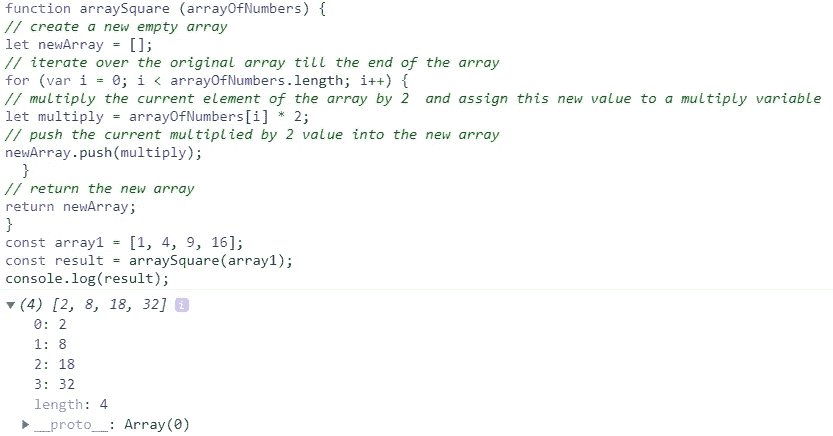 function arraySquare (arrayOfNumbers) {
// create a new empty array
let newArray = [];
// iterate over the original array till the end of the array
for (var i = 0; i < arrayOfNumbers.length; i++) {
// multiply the current element of the array by 2  and assign this new value to a multiply variable
let multiply = arrayOfNumbers[i] * 2;
// push the current multiplied by 2 value into the new array
newArray.push(multiply);
  }
// return the new array
return newArray;
}
const array1 = [1, 4, 9, 16];
const result = arraySquare(array1);
console.log(result);
▼ (4) [2, 8, 18, 32] i
0: 2
1: 8
2: 18
3: 32
length: 4
▶ __proto__: Array(0)